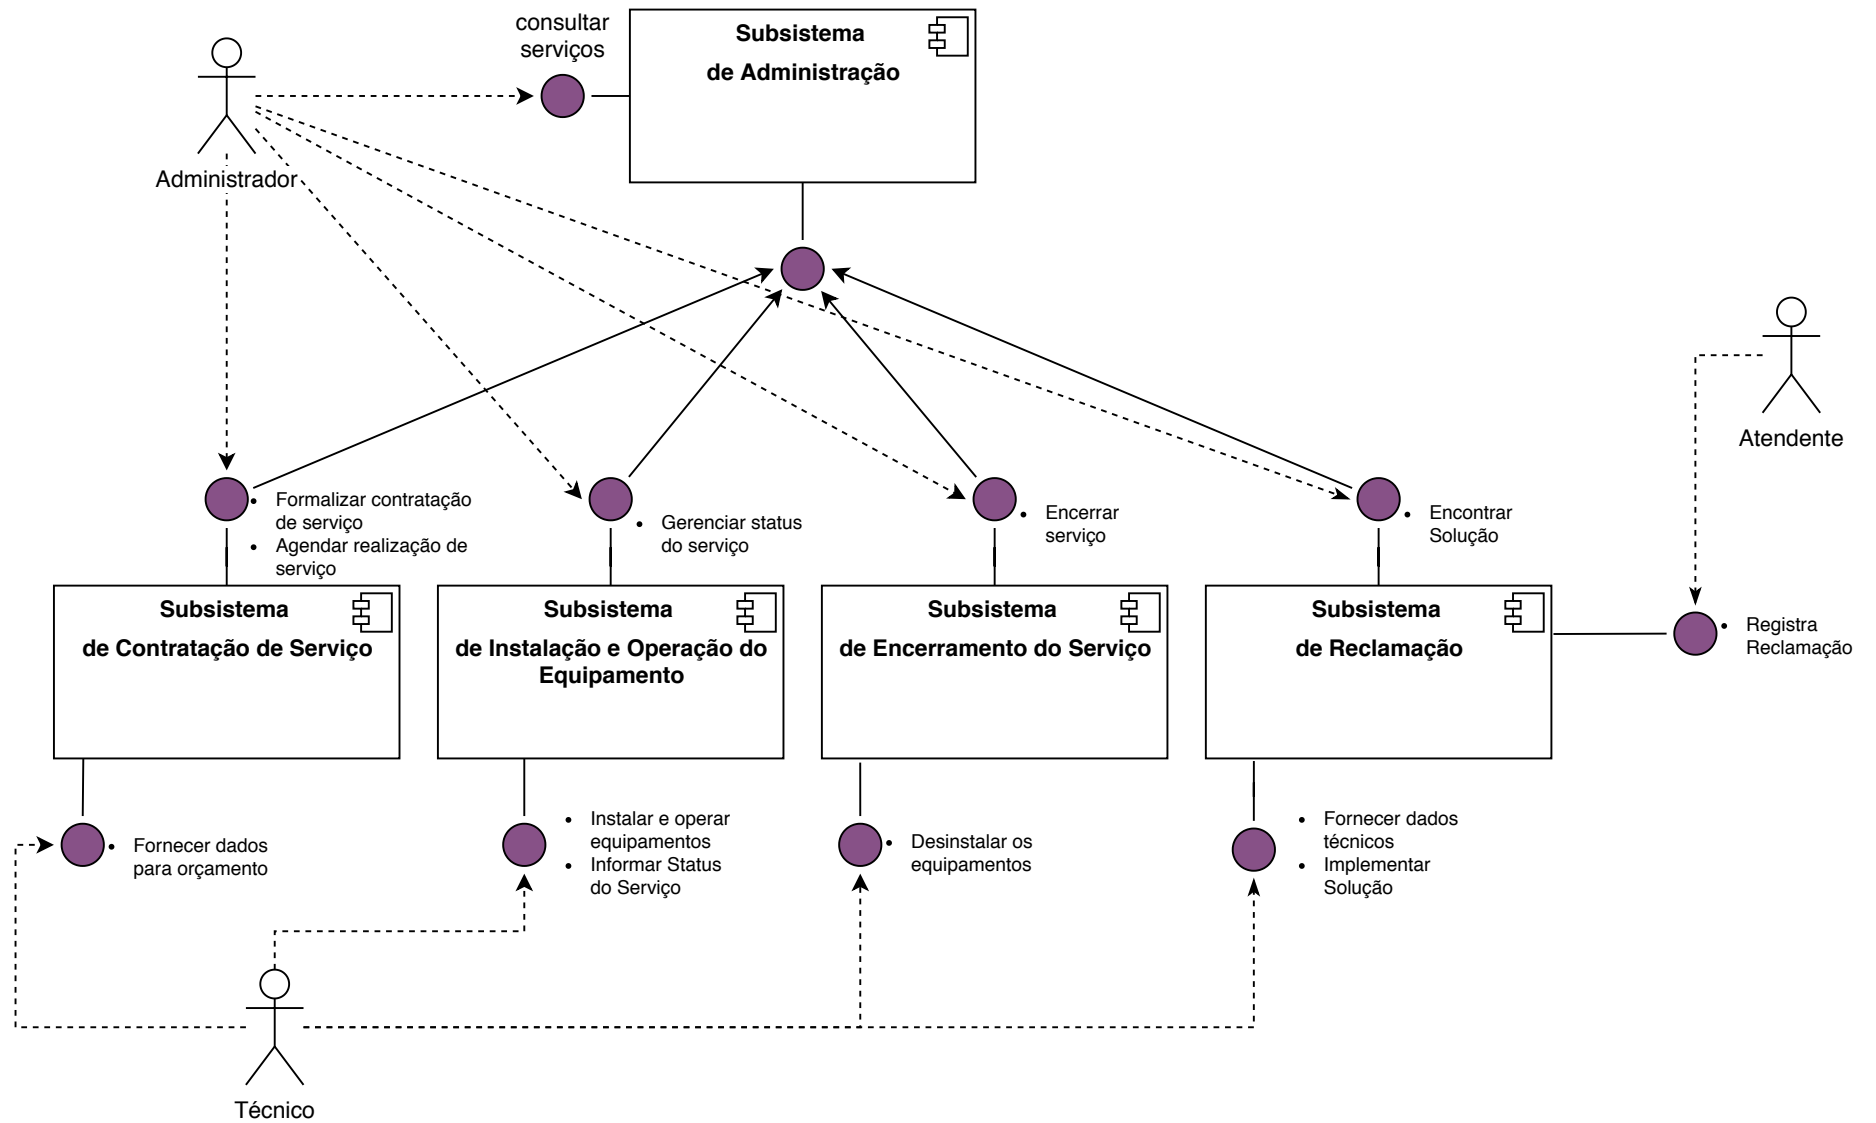 consultar
serviços
Subsistema
de Administração
Administrador
Atendente
• Formalizar contratação
de serviço
• Agendar realização de
serviço
• Gerenciar status
do serviço
• Encerrar
serviço
• Encontrar
Solução
Subsistema
de Contratação de Serviço
Subsistema
de Instalação e Operação do
Equipamento
Subsistema
de Encerramento do Serviço
Subsistema
de Reclamação
• Registra
Reclamação
• Fornecer dados
para orçamento
• Instalar e operar
equipamentos
• Informar Status
do Serviço
• Desinstalar os
equipamentos
• Fornecer dados
técnicos
• Implementar
Solução
Técnico